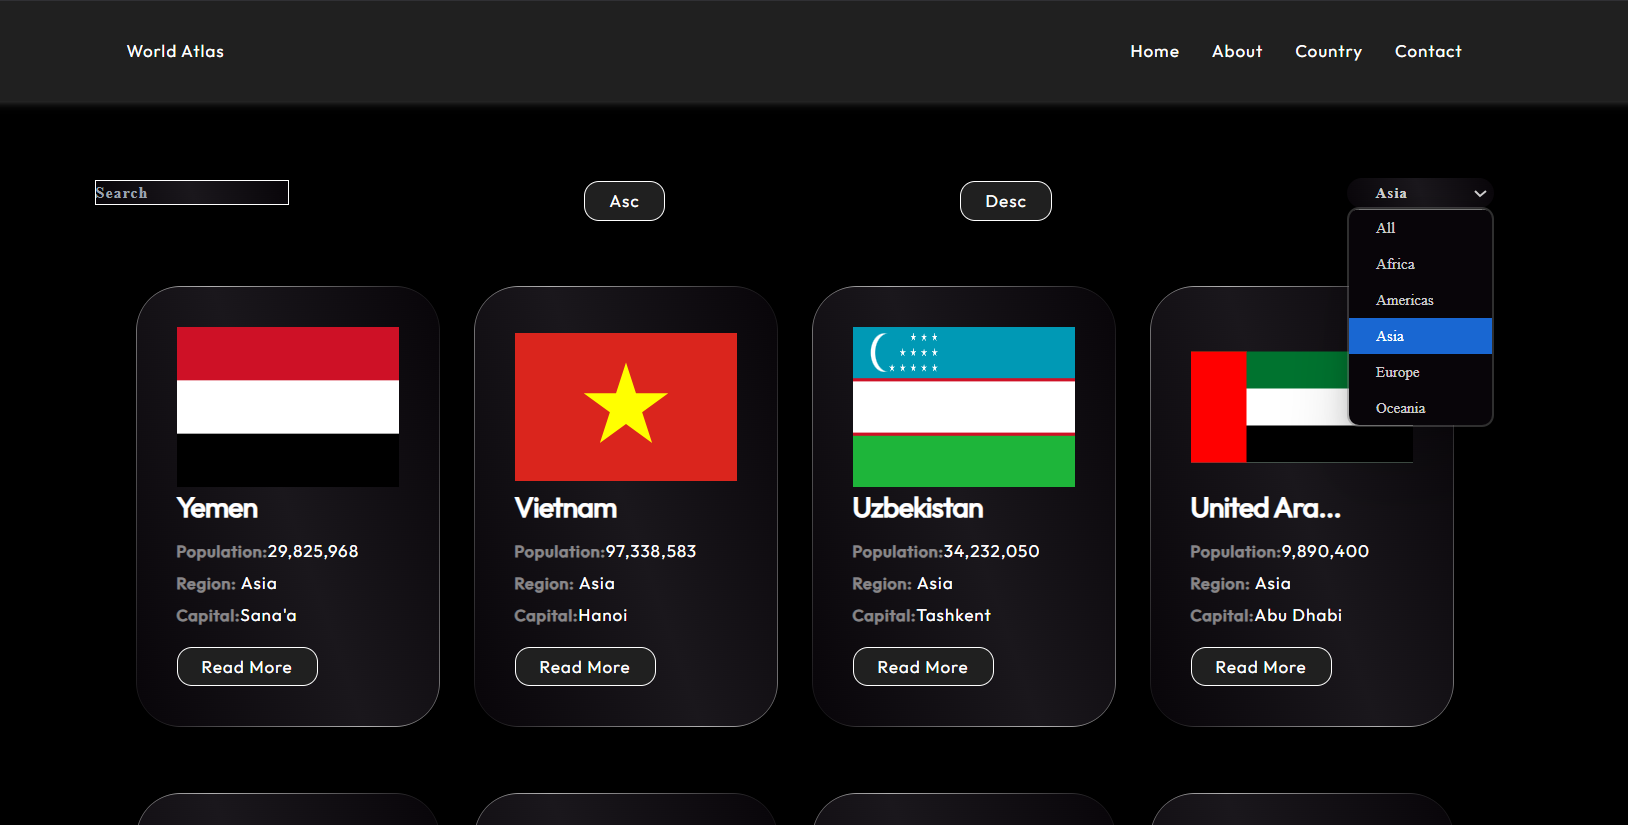 World Atlas
Home About Country Contact
Search
Asc
Desc
Asia
All
Africa
Americas
Asia
Europe
Oceania
Yemen
Population:29,825,968
Region: Asia
Capital:Sana'a
Read More
Vietnam
Population:97,338,583
Region: Asia
Capital:Hanoi
Read More
Uzbekistan
Population:34,232,050
Region: Asia
Capital:Tashkent
Read More
United Ara...
Population:9,890,400
Region: Asia
Capital:Abu Dhabi
Read More